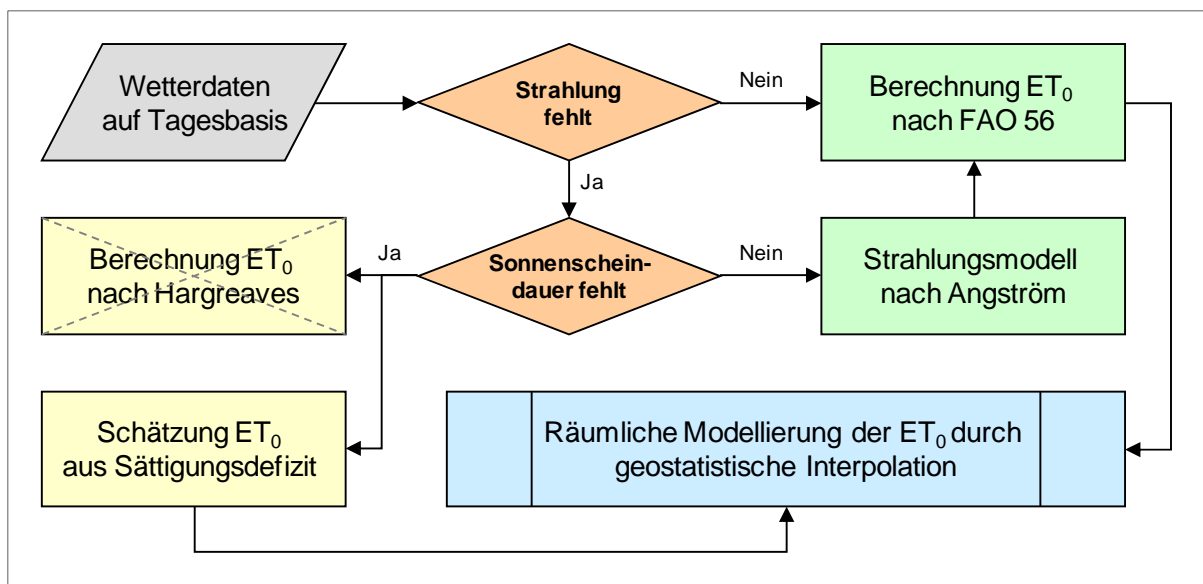 Wetterdaten
auf Tagesbasis
Strahlung
fehlt
Nein
Berechnung ET₀
nach FAO 56
Ja
Berechnung ET₀
nach Hargreaves
Ja
Sonnenschein-
dauer fehlt
Nein
Strahlungsmodell
nach Angström
Schätzung ET₀
aus Sättigungsdefizit
Räumliche Modellierung der ET₀ durch
geostatistische Interpolation